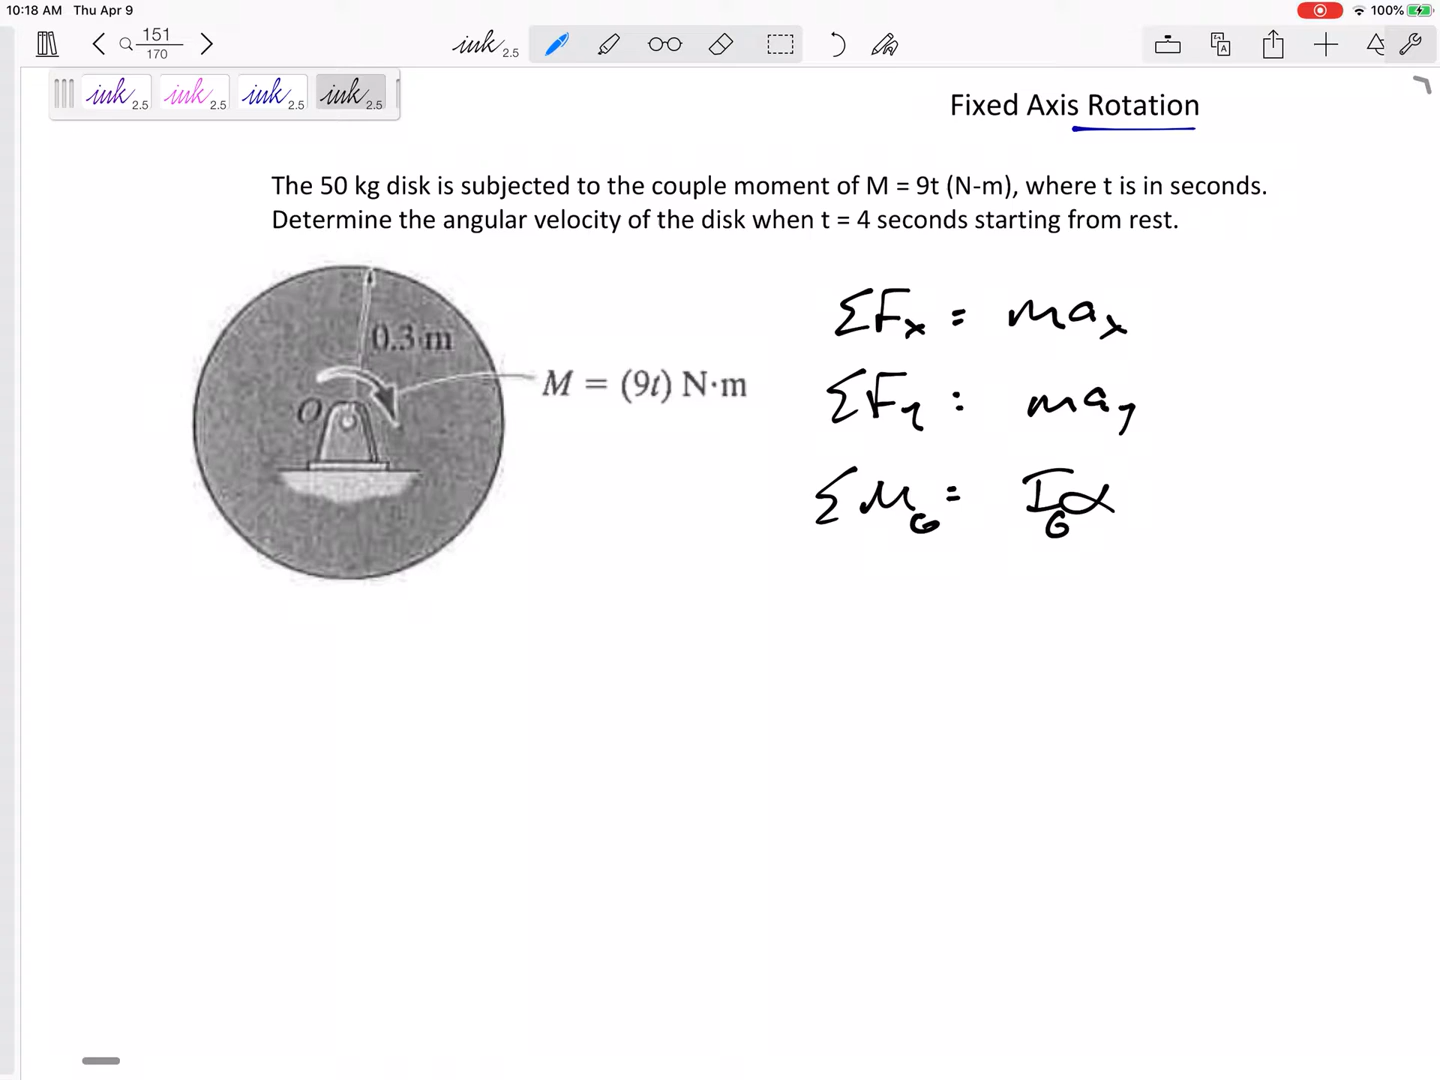 10:18 AM Thu Apr 9
100%
151
170
ink 2.5
ink 2.5
ink 2.5
ink 2.5
ink 2.5
Fixed Axis Rotation
The 50 kg disk is subjected to the couple moment of M = 9t (N-m), where t is in seconds.
Determine the angular velocity of the disk when t = 4 seconds starting from rest.
0.3 m
M = (9t) N·m
O
ΣFx = max
ΣFy = may
ΣMG = IGα